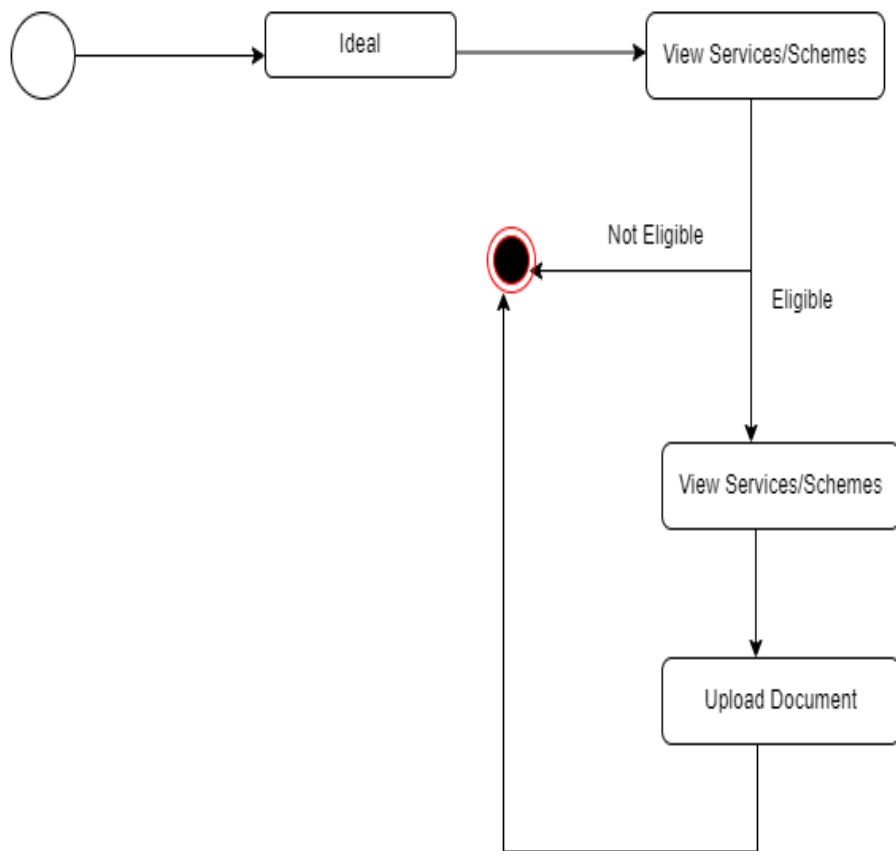 Ideal
View Services/Schemes
Not Eligible
Eligible
View Services/Schemes
Upload Document